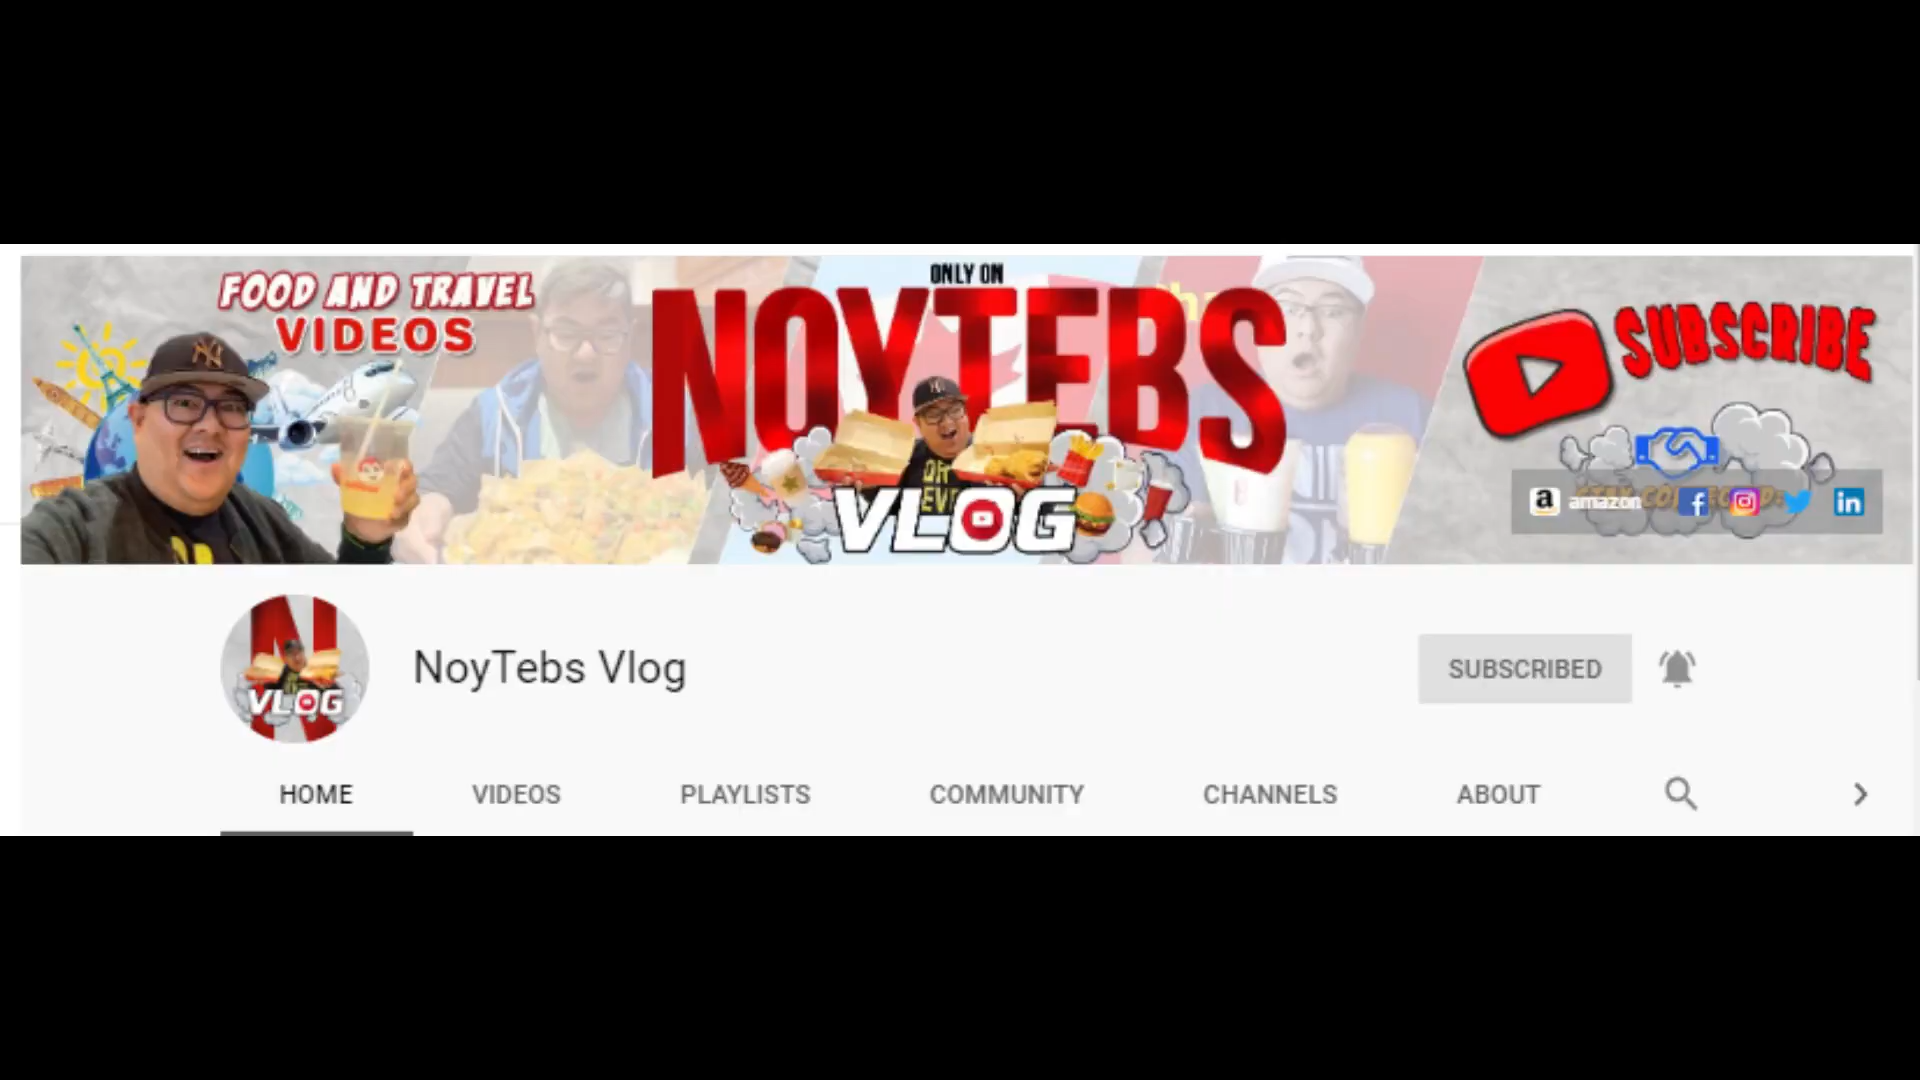 FOOD AND TRAVEL
VIDEOS
ONLY ON
NOYTEBS
VLOG
SUBSCRIBE
amazon
VLOG
NoyTebs Vlog
SUBSCRIBED
HOME
VIDEOS
PLAYLISTS
COMMUNITY
CHANNELS
ABOUT